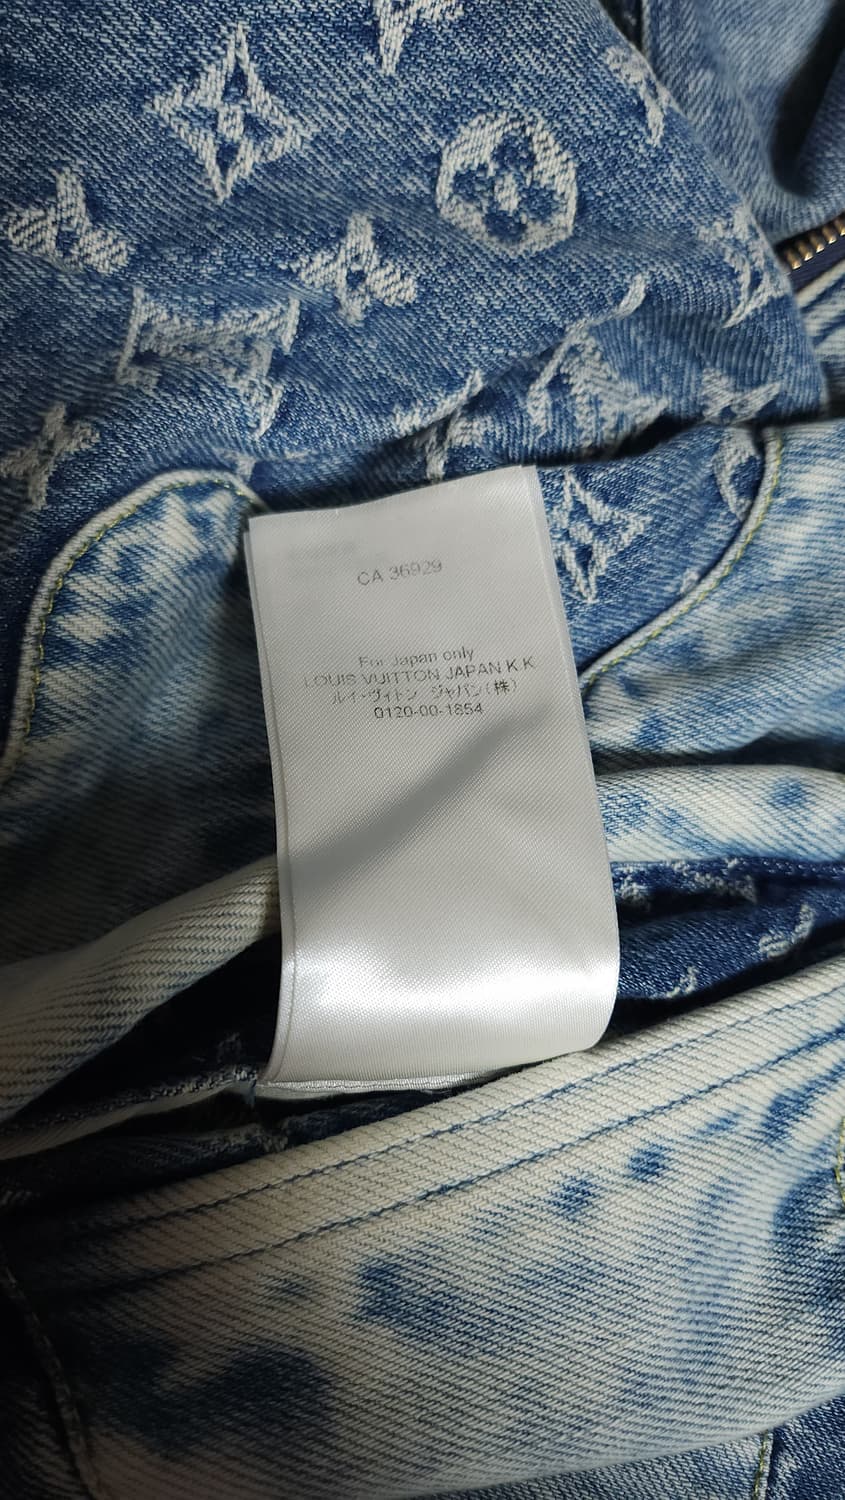 CA 36929
For Japan only
LOUIS VUITTON JAPAN K.K.
ルイ・ヴィトン ジャパン(株)
0120-00-1854